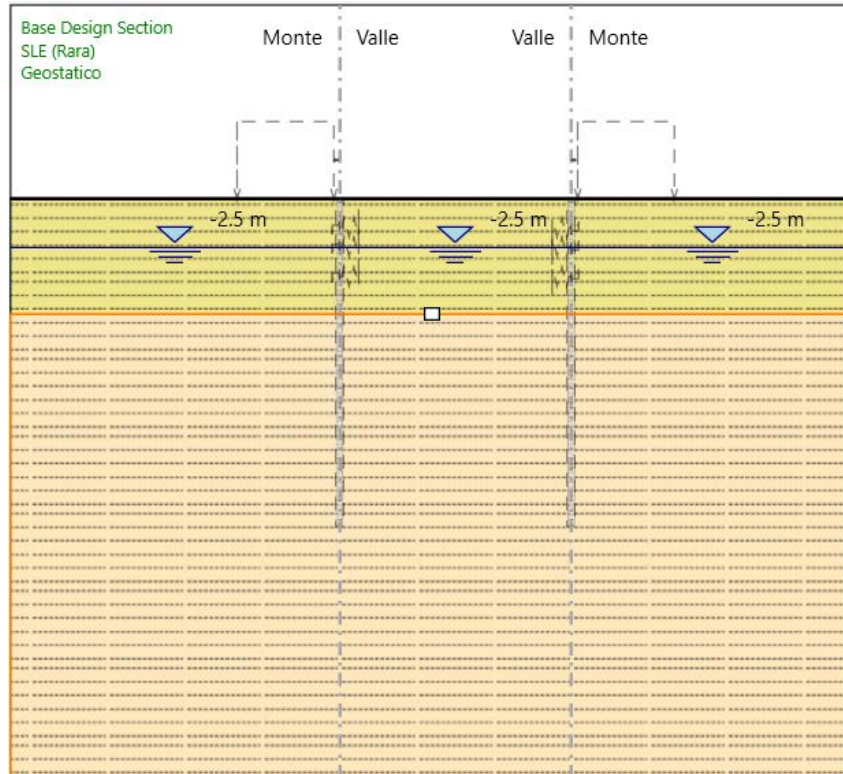 Base Design Section
SLE (Rara)
Geostatico
Monte Valle Valle Monte
-2.5 m -2.5 m -2.5 m